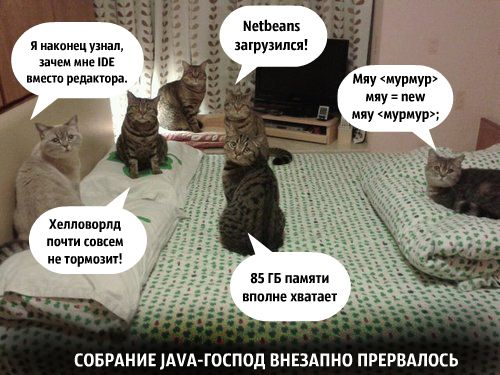 Я наконец узнал,
зачем мне IDE
вместо редактора.
Netbeans
загрузился!
Мяу <мурмур>
мяу = new
мяу <мурмур>;
Хелловорлд
почти совсем
не тормозит!
85 ГБ памяти
вполне хватает
СОБРАНИЕ JAVA-ГОСПОД ВНЕЗАПНО ПРЕРВАЛОСЬ